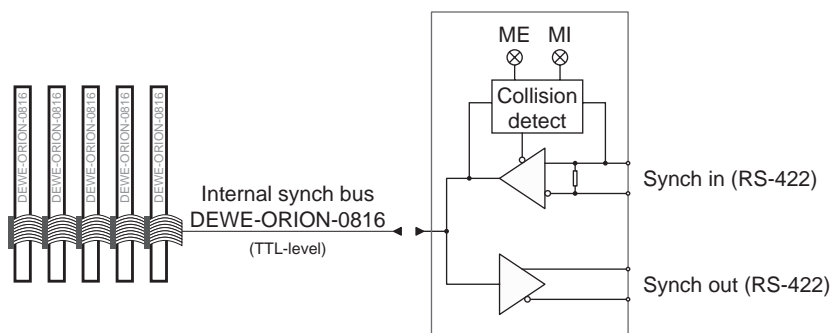 ME MI
Collision
detect
DEWE-ORION-0816
DEWE-ORION-0816
DEWE-ORION-0816
DEWE-ORION-0816
DEWE-ORION-0816
Internal synch bus
DEWE-ORION-0816
(TTL-level)
Synch in (RS-422)
Synch out (RS-422)